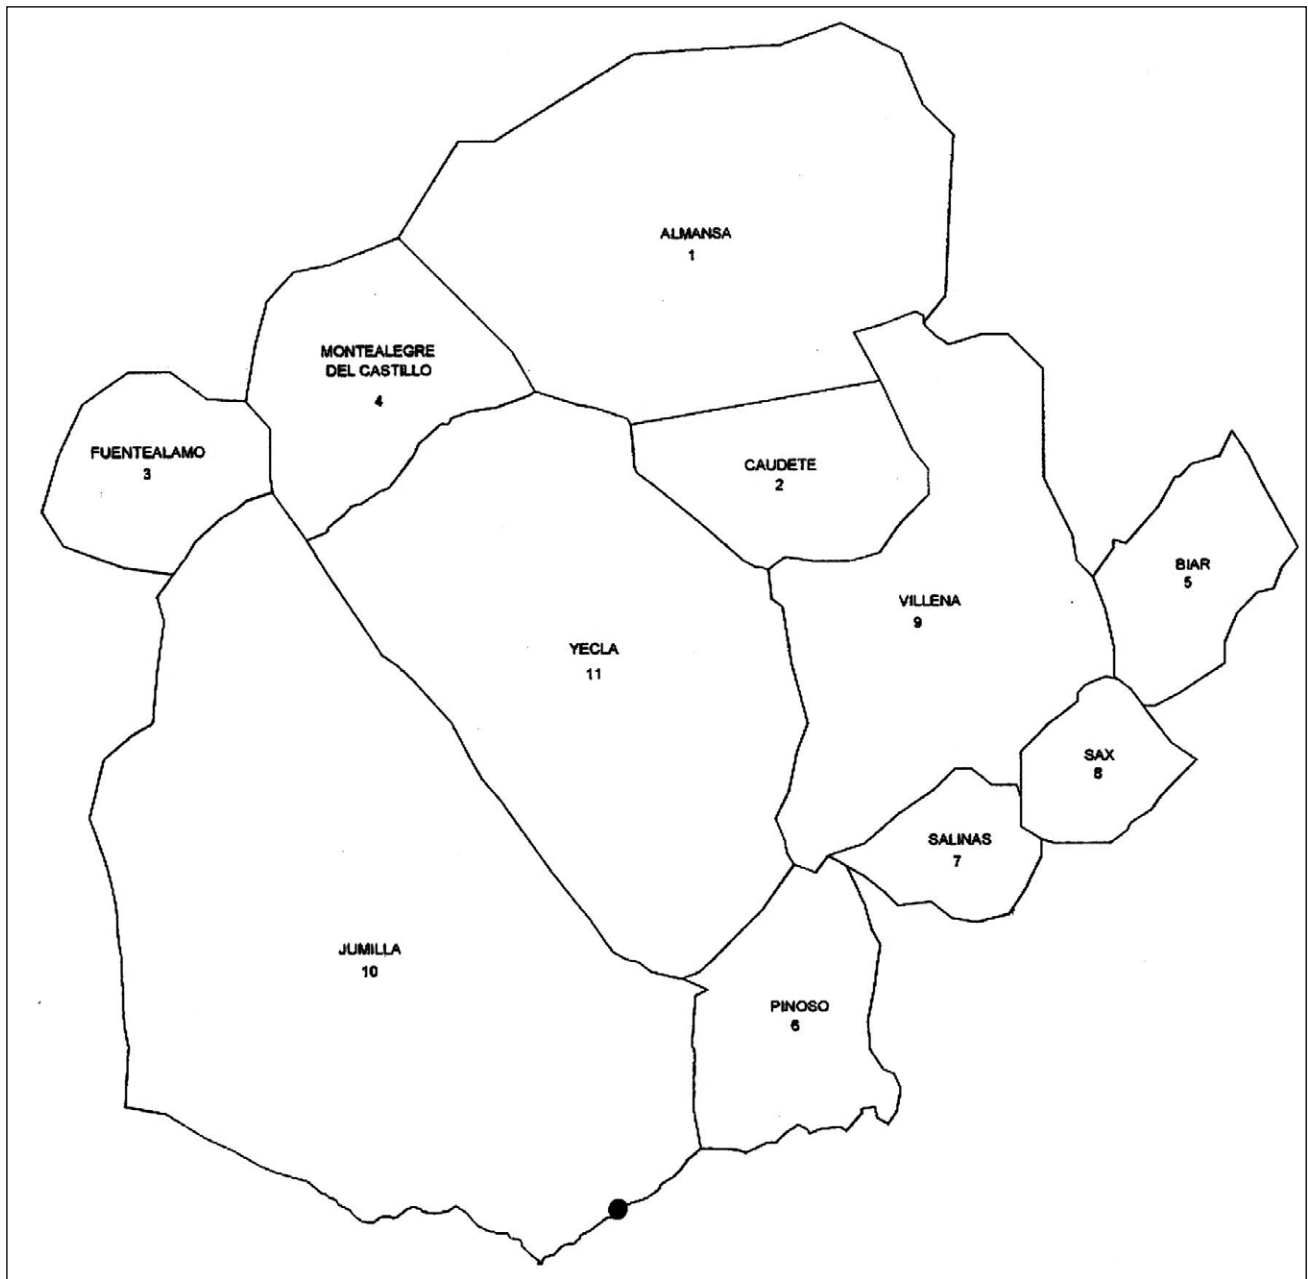 ALMANSA
1
MONTEALEGRE
DEL CASTILLO
4
FUENTEALAMO
3
CAUDETE
2
BIAR
5
VILLENA
9
YECLA
11
SAX
8
SALINAS
7
JUMILLA
10
PINOSO
6